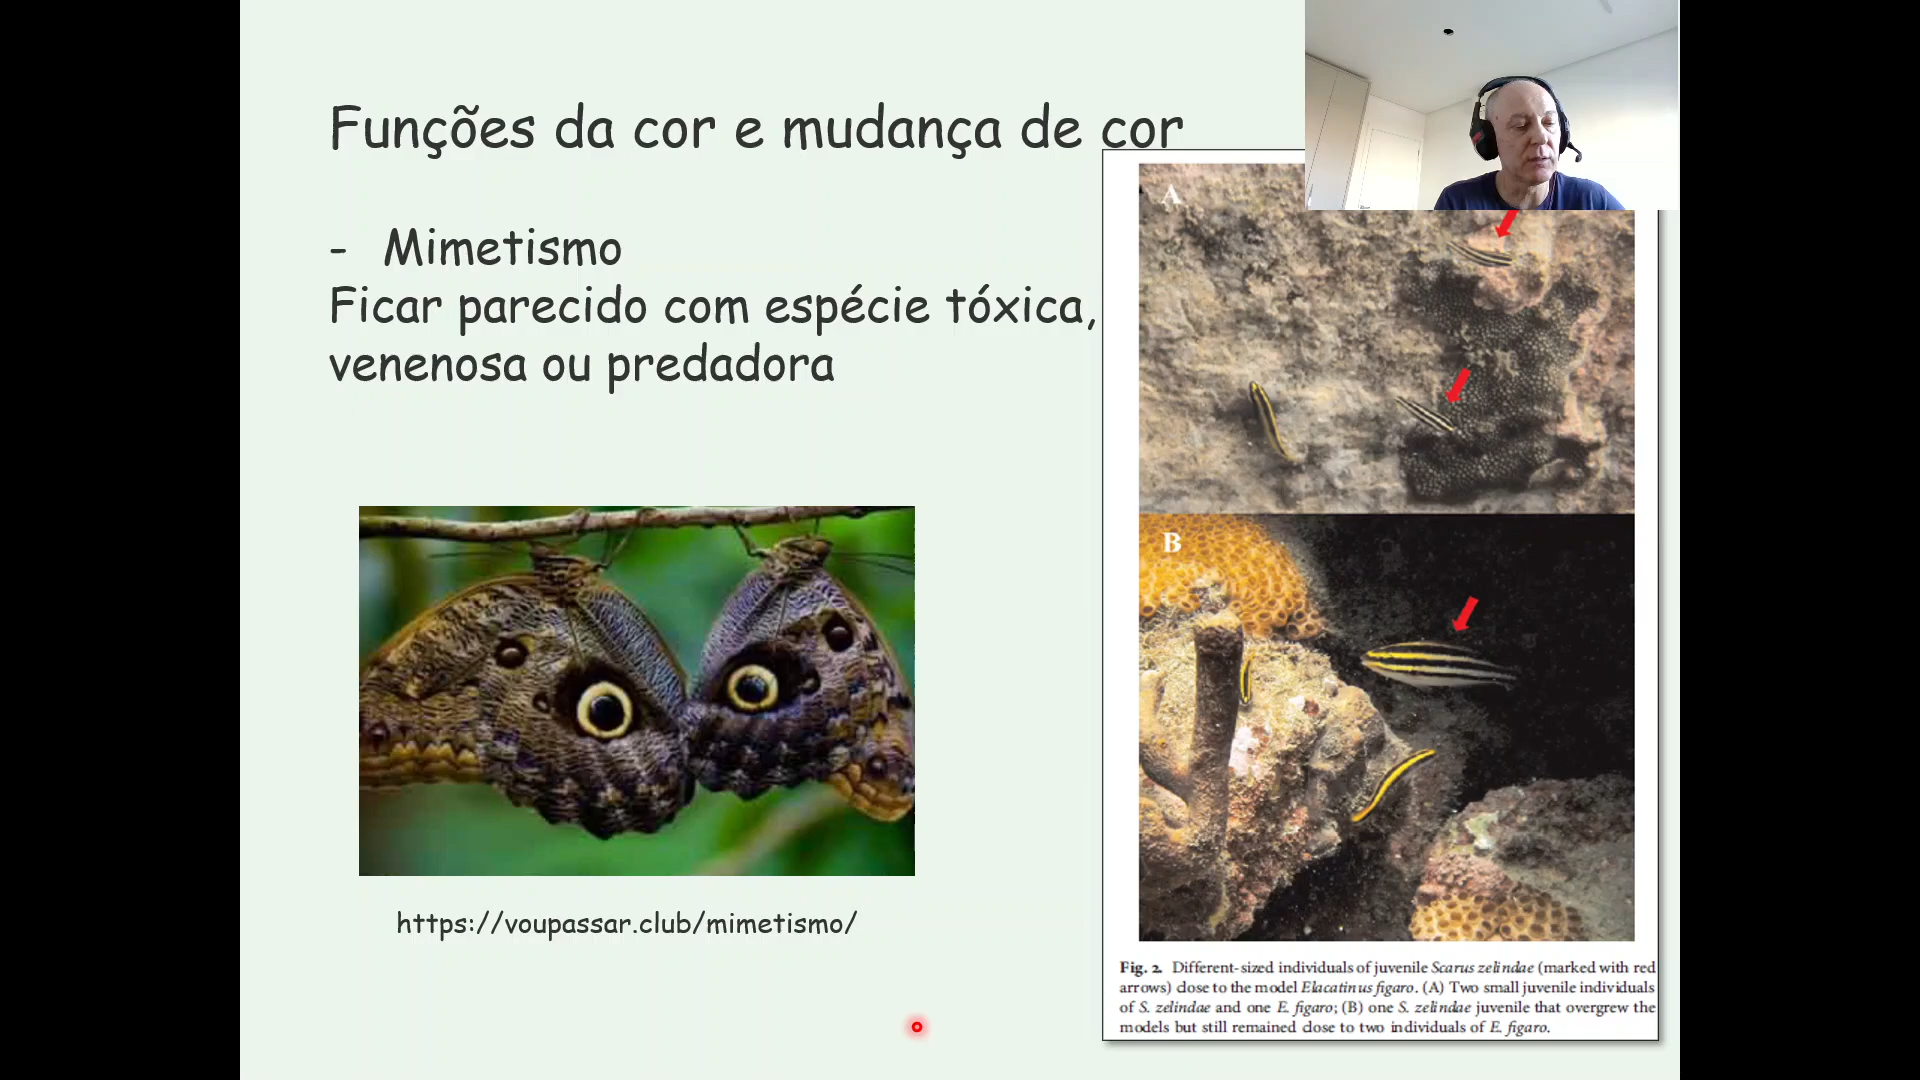 Funções da cor e mudança de cor
- Mimetismo
Ficar parecido com espécie tóxica,
venenosa ou predadora
https://voupassar.club/mimetismo/
A
B
Fig. 2. Different-sized individuals of juvenile Scarus zelindae (marked with red
arrows) close to the model Elacatinus figaro. (A) Two small juvenile individuals
of S. zelindae and one E. figaro; (B) one S. zelindae juvenile that overgrew the
models but still remained close to two individuals of E. figaro.